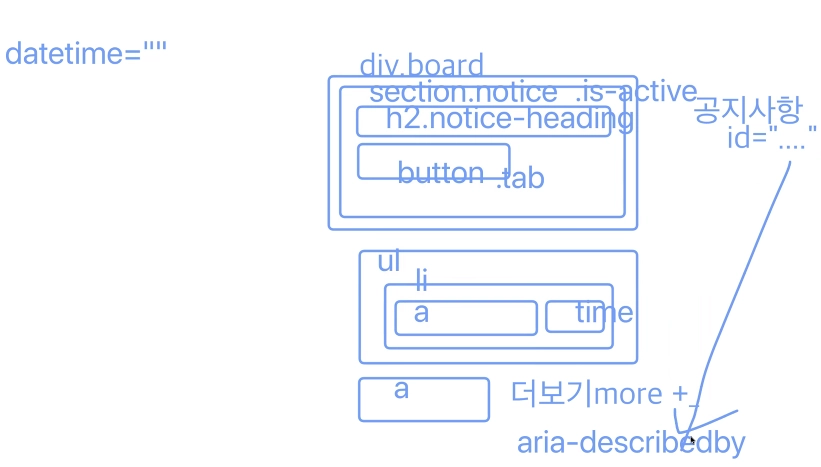 datetime=""
div.board
section.notice .is-active
h2.notice-heading
공지사항
id="...."
button .tab
ul
li
a time
a
더보기more +
aria-describedby